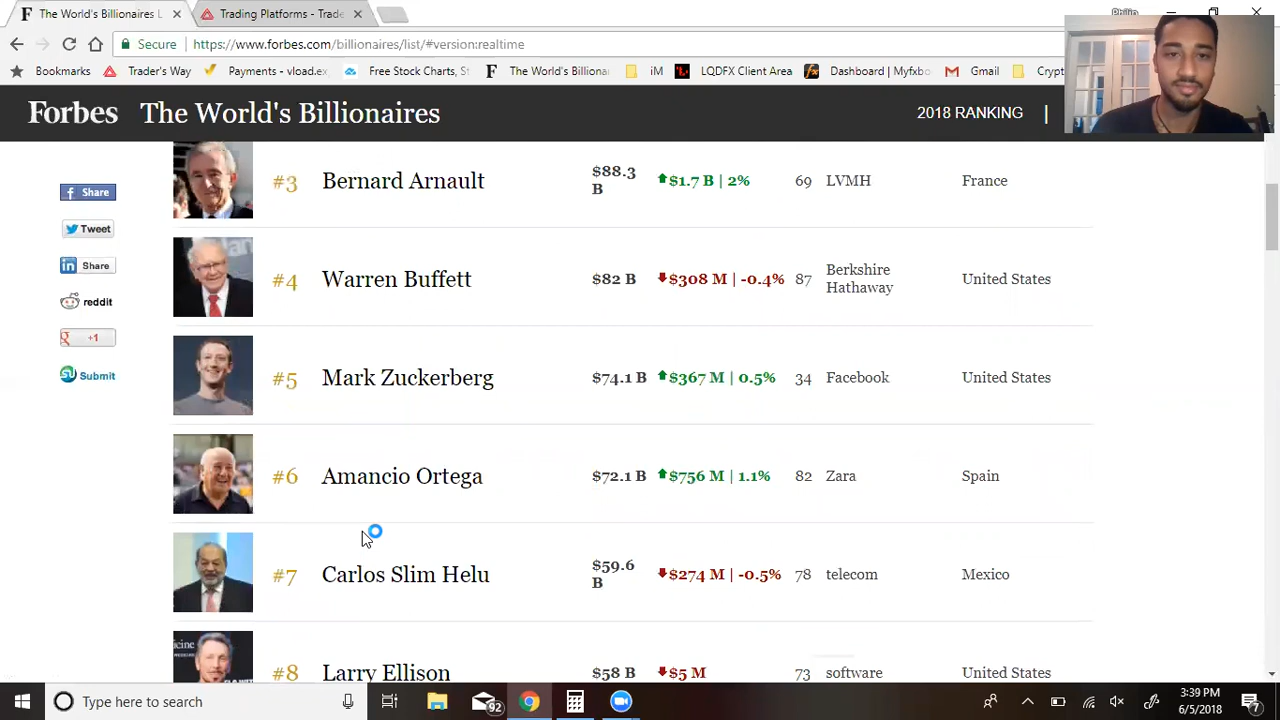 The World's Billionaires L
Trading Platforms - Trade
Secure
https://www.forbes.com/billionaires/list/#version:realtime
Bookmarks
Trader's Way
Payments - vload.ex
Free Stock Charts, S
The World's Billiona
iM
LQDFX Client Area
Dashboard | Myfxbo
Gmail
Crypt
Forbes
The World's Billionaires
2018 RANKING |
Share
Tweet
Share
reddit
+1
Submit
#3 Bernard Arnault $88.3 B $1.7 B | 2% 69 LVMH France
#4 Warren Buffett $82 B $308 M | -0.4% 87 Berkshire Hathaway United States
#5 Mark Zuckerberg $74.1 B $367 M | 0.5% 34 Facebook United States
#6 Amancio Ortega $72.1 B $756 M | 1.1% 82 Zara Spain
#7 Carlos Slim Helu $59.6 B $274 M | -0.5% 78 telecom Mexico
#8 Larry Ellison $58 B $5 M 73 software United States
Type here to search
92
3:39 PM
6/5/2018
7